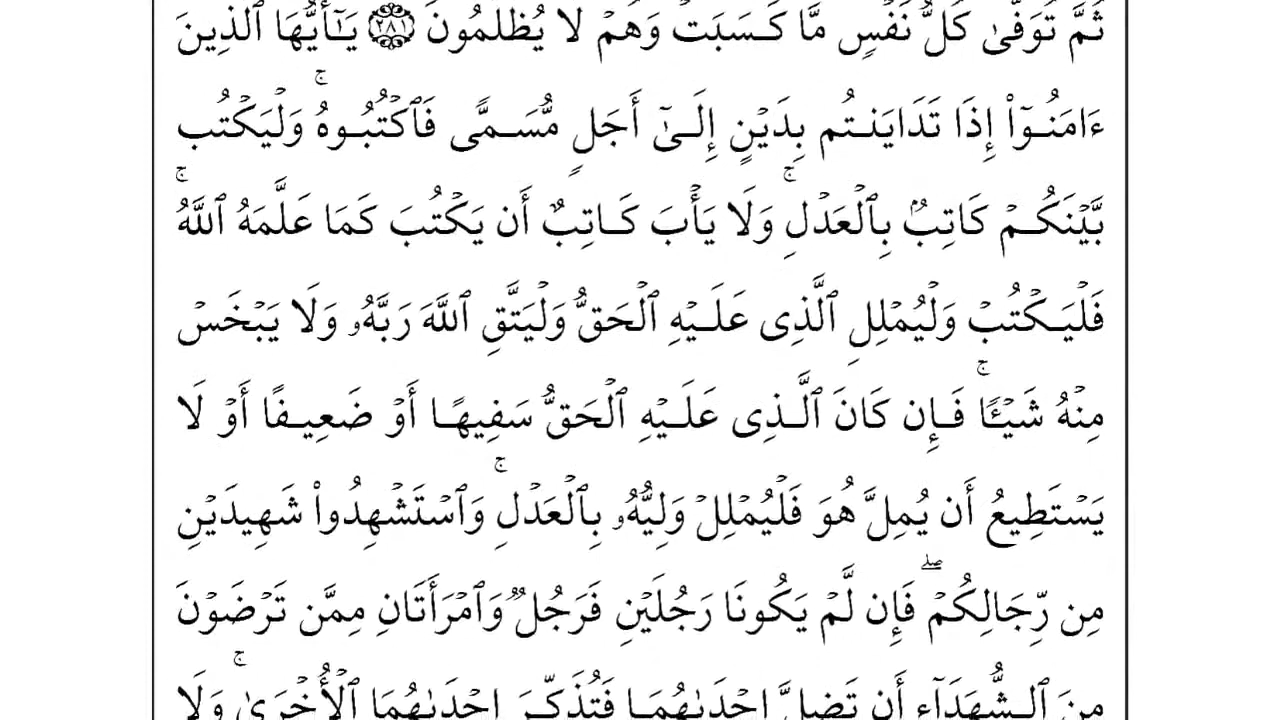 ثُمَّ تُوَفَّىٰ كُلُّ نَفْسٍ مَّا كَسَبَتْ وَهُمْ لَا يُظْلَمُونَ ٢٨١ يَـٰٓأَيُّهَا ٱلَّذِينَ
ءَامَنُوٓا۟ إِذَا تَدَايَنتُم بِدَيْنٍ إِلَىٰٓ أَجَلٍ مُّسَمًّى فَٱكْتُبُوهُ ۚ وَلْيَكْتُب
بَّيْنَكُمْ كَاتِبٌۢ بِٱلْعَدْلِ ۚ وَلَا يَأْبَ كَاتِبٌ أَن يَكْتُبَ كَمَا عَلَّمَهُ ٱللَّهُ ۚ
فَلْيَكْتُبْ وَلْيُمْلِلِ ٱلَّذِى عَلَيْهِ ٱلْحَقُّ وَلْيَتَّقِ ٱللَّهَ رَبَّهُۥ وَلَا يَبْخَسْ
مِنْهُ شَيْـًٔا ۚ فَإِن كَانَ ٱلَّذِى عَلَيْهِ ٱلْحَقُّ سَفِيهًا أَوْ ضَعِيفًا أَوْ لَا
يَسْتَطِيعُ أَن يُمِلَّ هُوَ فَلْيُمْلِلْ وَلِيُّهُۥ بِٱلْعَدْلِ ۚ وَٱسْتَشْهِدُوا۟ شَهِيدَيْنِ
مِن رِّجَالِكُمْ ۖ فَإِن لَّمْ يَكُونَا رَجُلَيْنِ فَرَجُلٌ وَٱمْرَأَتَانِ مِمَّن تَرْضَوْنَ
مِنَ ٱلشُّهَدَآءِ أَن تَضِلَّ إِحْدَىٰهُمَا فَتُذَكِّرَ إِحْدَىٰهُمَا ٱلْأُخْرَىٰ ۚ وَلَا